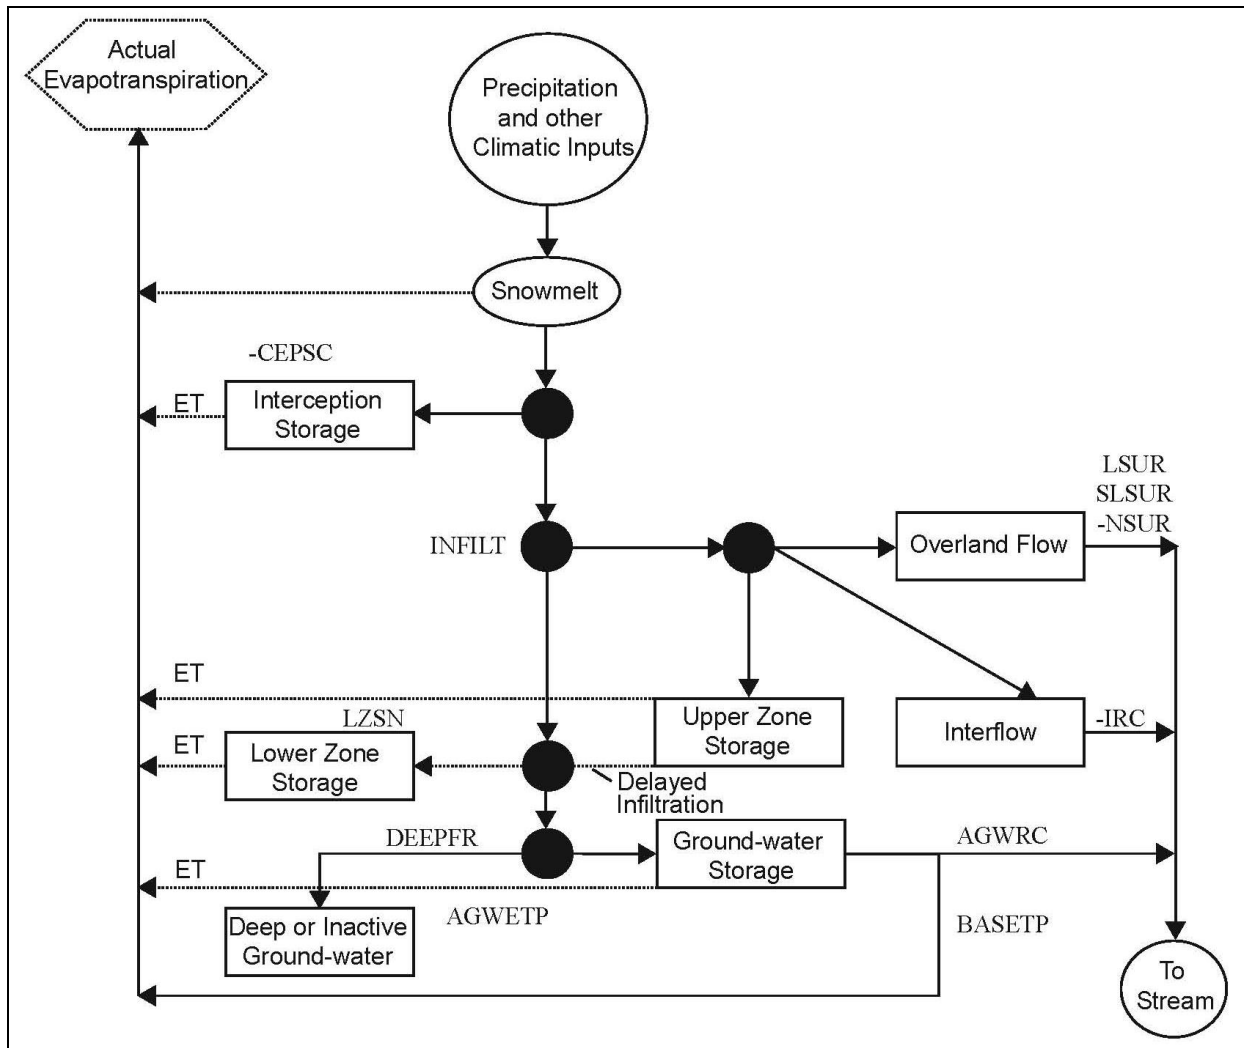 Actual
Evapotranspiration
Precipitation
and other
Climatic Inputs
Snowmelt
-CEPSC
ET
Interception
Storage
LSUR
SLSUR
-NSUR
INFILT
Overland Flow
ET
LZSN
Upper Zone
Storage
Interflow
-IRC
ET
Lower Zone
Storage
Delayed
Infiltration
DEEPFR
Ground-water
Storage
AGWRC
ET
AGWETP
BASETP
Deep or Inactive
Ground-water
To
Stream